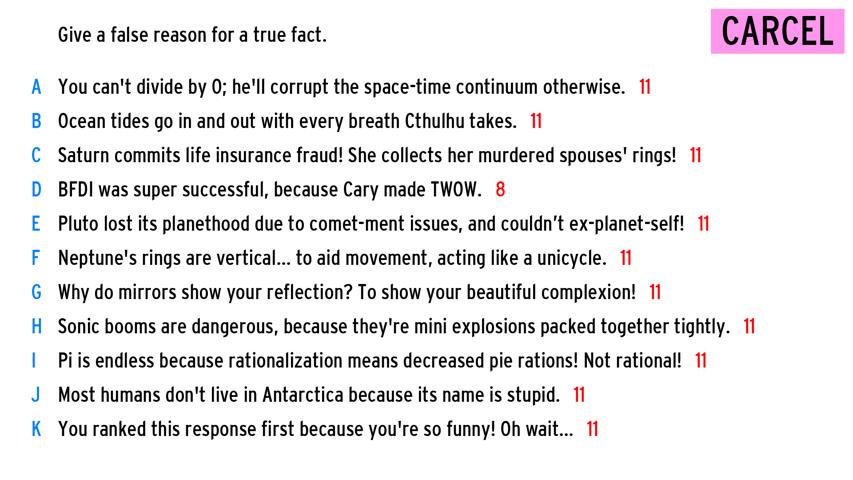 Give a false reason for a true fact.
CARCEL
A You can't divide by 0; he'll corrupt the space-time continuum otherwise. 11
B Ocean tides go in and out with every breath Cthulhu takes. 11
C Saturn commits life insurance fraud! She collects her murdered spouses' rings! 11
D BFDI was super successful, because Cary made TWOW. 8
E Pluto lost its planethood due to comet-ment issues, and couldn’t ex-planet-self! 11
F Neptune's rings are vertical... to aid movement, acting like a unicycle. 11
G Why do mirrors show your reflection? To show your beautiful complexion! 11
H Sonic booms are dangerous, because they're mini explosions packed together tightly. 11
I Pi is endless because rationalization means decreased pie rations! Not rational! 11
J Most humans don't live in Antarctica because its name is stupid. 11
K You ranked this response first because you're so funny! Oh wait... 11